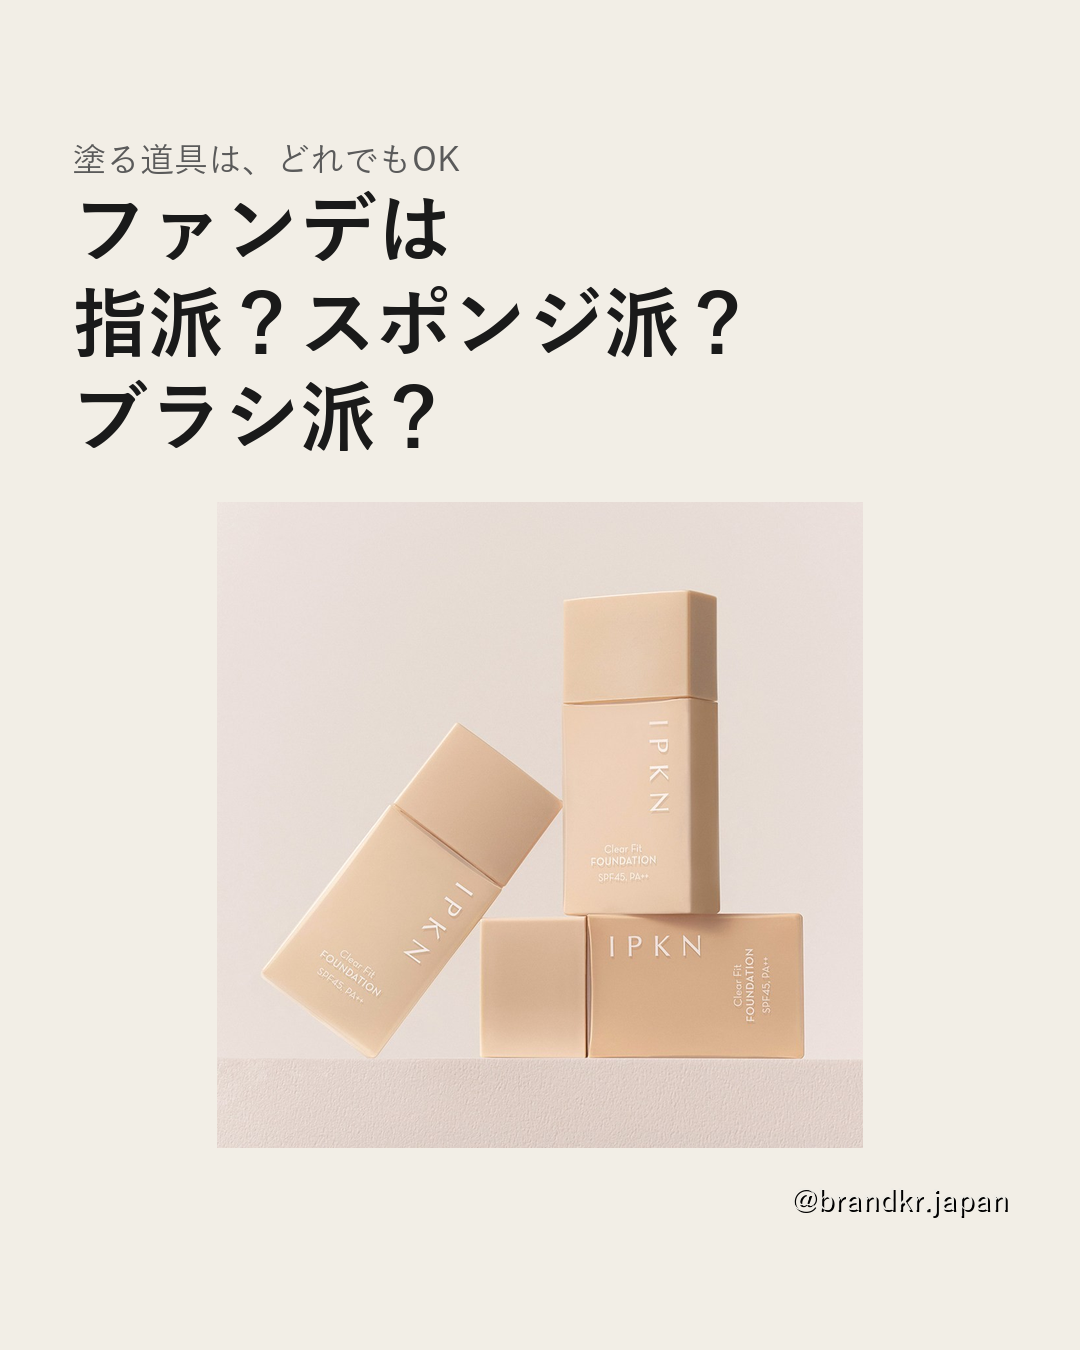 塗る道具は、どれでもOK
ファンデは
指派？スポンジ派？
ブラシ派？
IPKN
Clear Fit
FOUNDATION
SPF45, PA++
IPKN
Clear Fit
FOUNDATION
SPF45, PA++
IPKN
Clear Fit
FOUNDATION
SPF45, PA++
@brandkr.japan